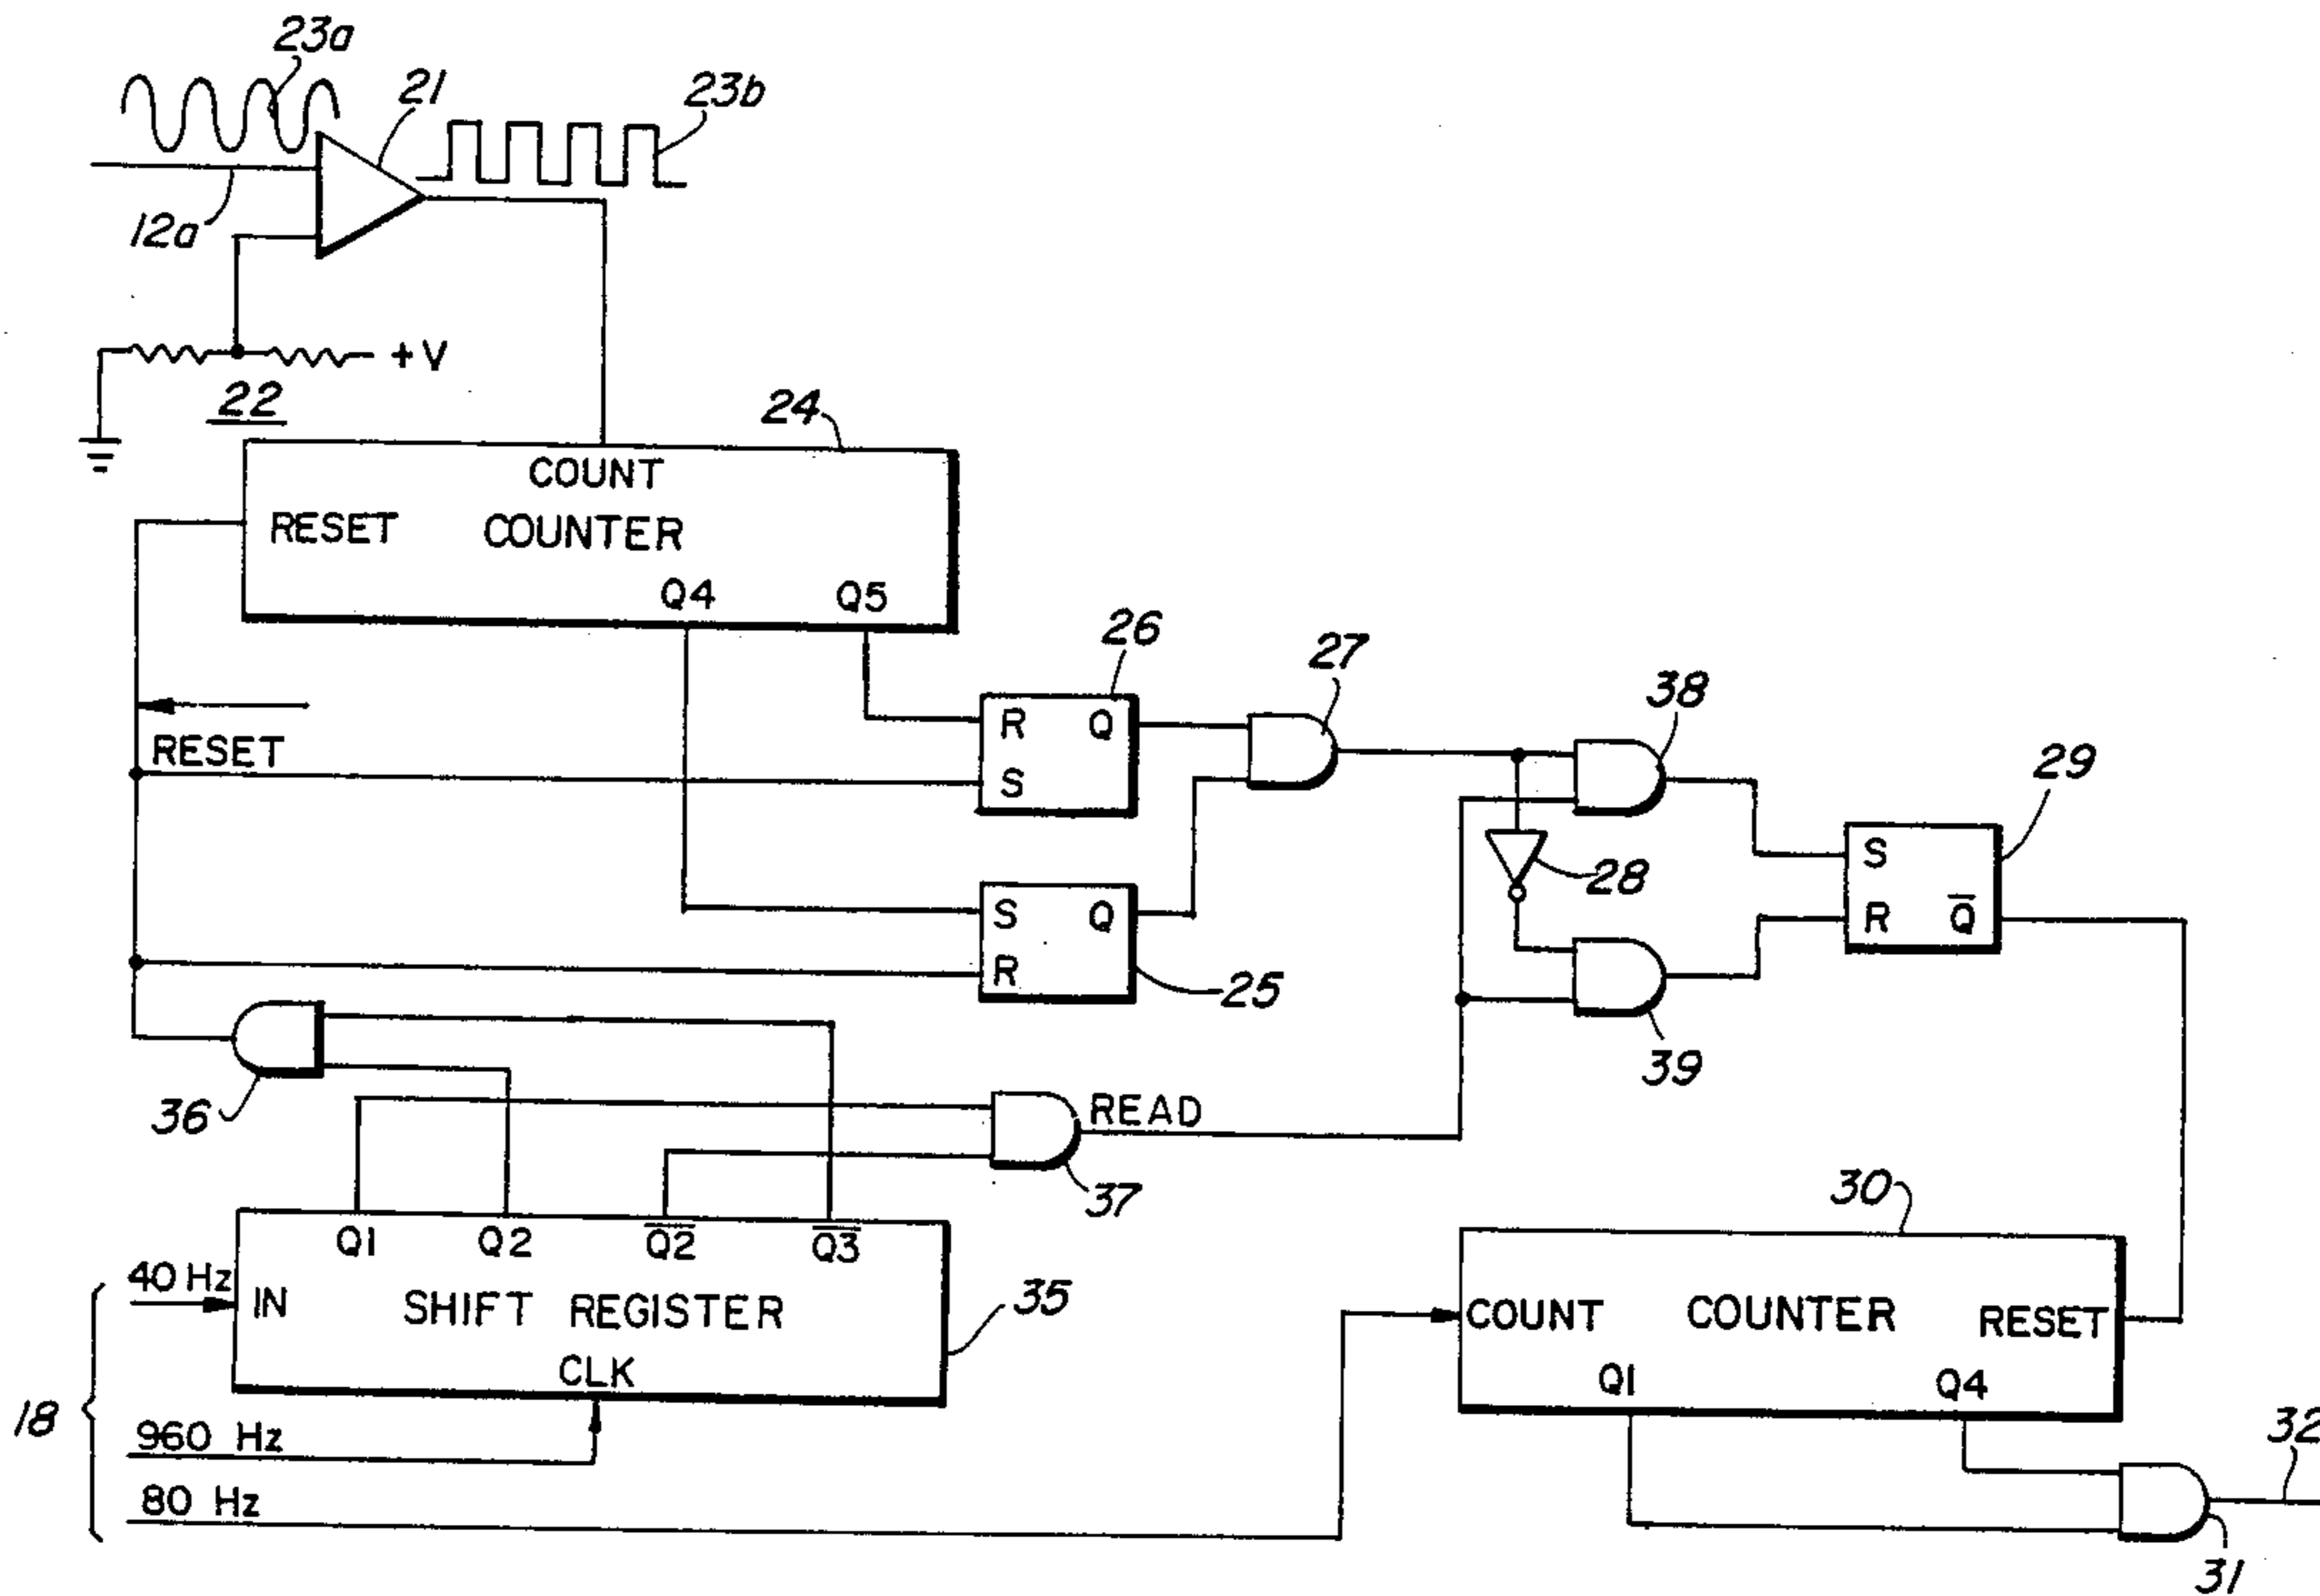 23a
21
23b
12a
+V
22
24
COUNT
RESET COUNTER
Q4 Q5
26
27
38
R Q
S
RESET
29
28
S
R Q̅
S Q
R
25
39
36
READ
37
30
Q1 Q2 Q̅2̅ Q̅3̅
40 Hz
IN SHIFT REGISTER
35
CLK
COUNT COUNTER RESET
Q1 Q4
18
960 Hz
80 Hz
32
31